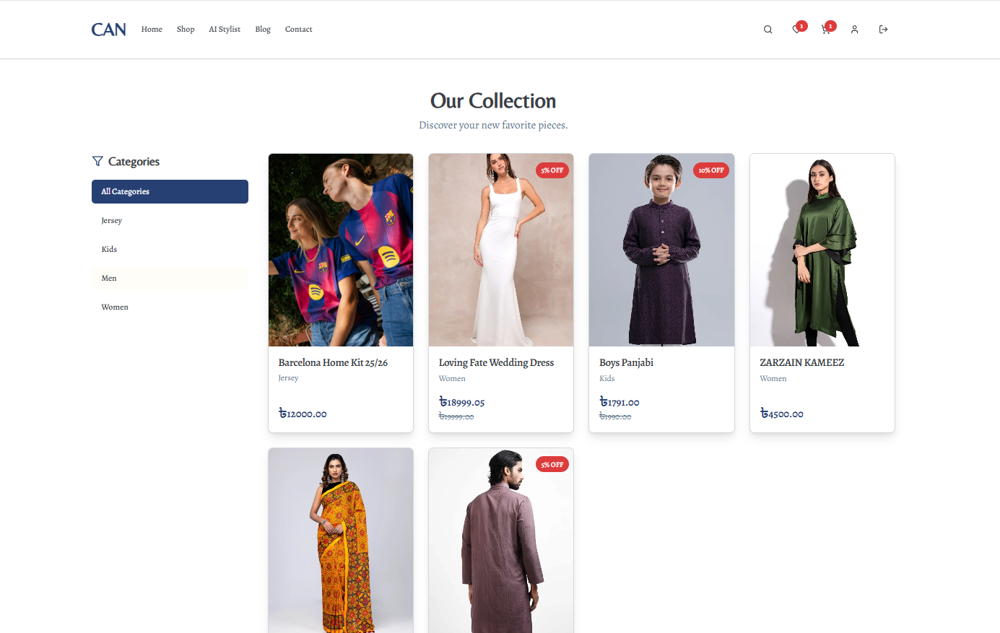 CAN
Home
Shop
AI Stylist
Blog
Contact
1
1
Our Collection
Discover your new favorite pieces.
Categories
All Categories
Jersey
Kids
Men
Women
Barcelona Home Kit 25/26
Jersey
৳12000.00
5% OFF
Loving Fate Wedding Dress
Women
৳18999.05
৳19999.00
10% OFF
Boys Panjabi
Kids
৳1791.00
৳1990.00
ZARZAIN KAMEEZ
Women
৳4500.00
5% OFF